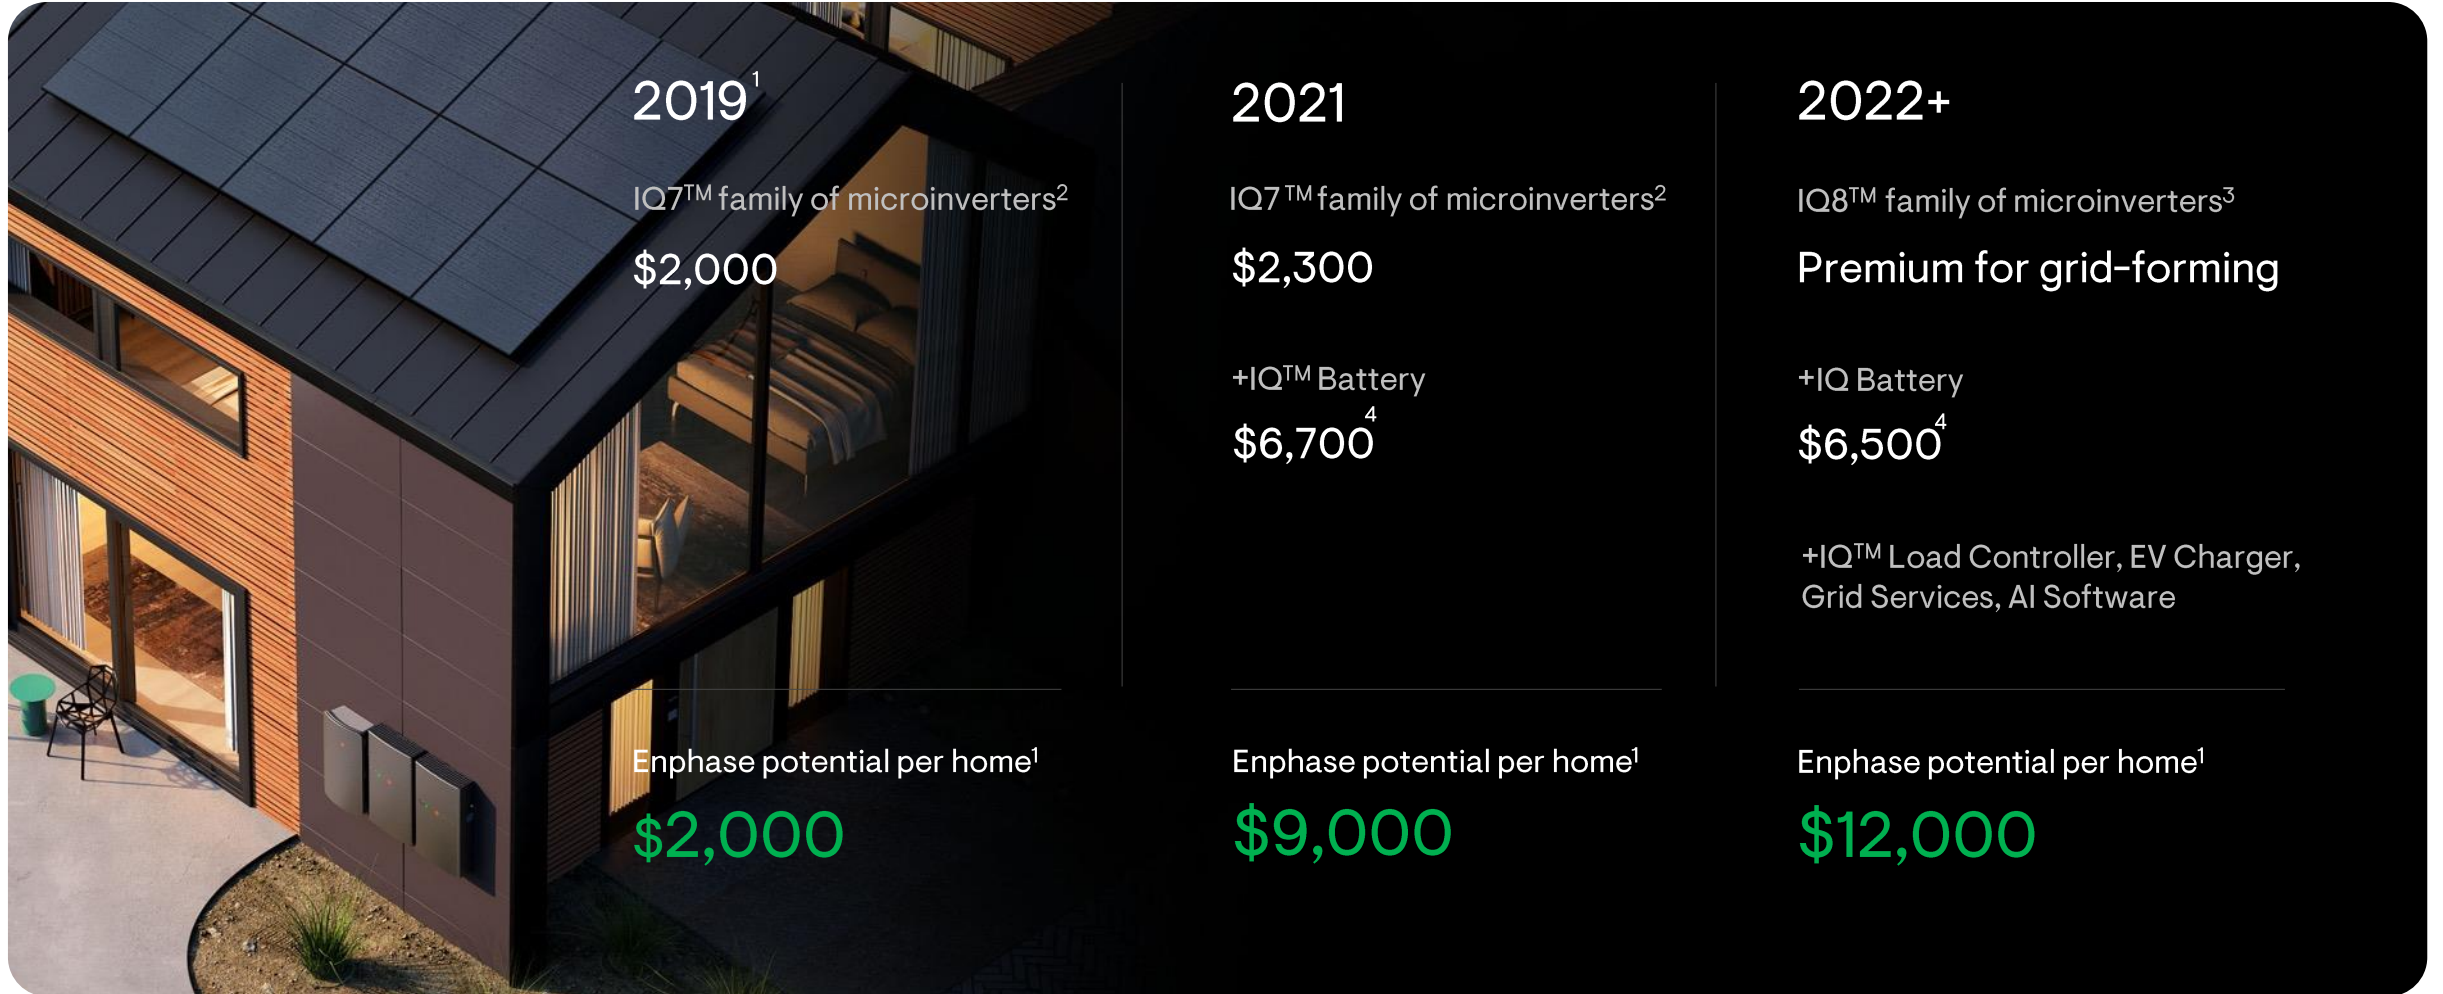 2019¹
IQ7™ family of microinverters²
$2,000
Enphase potential per home¹
$2,000
2021
IQ7™ family of microinverters²
$2,300
+IQ™ Battery
$6,700⁴
Enphase potential per home¹
$9,000
2022+
IQ8™ family of microinverters³
Premium for grid-forming
+IQ Battery
$6,500⁴
+IQ™ Load Controller, EV Charger,
Grid Services, AI Software
Enphase potential per home¹
$12,000